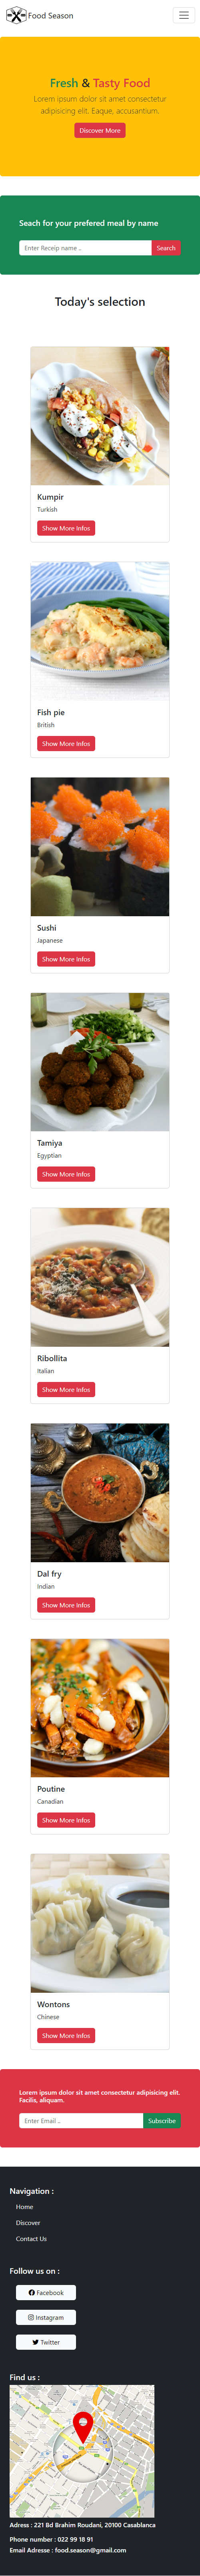 Food Season
Fresh & Tasty Food
Lorem ipsum dolor sit amet consectetur
adipisicing elit. Eaque, accusantium.
Discover More
Seach for your prefered meal by name
Enter Receip name ..
Search
Today's selection
Kumpir
Turkish
Show More Infos
Fish pie
British
Show More Infos
Sushi
Japanese
Show More Infos
Tamiya
Egyptian
Show More Infos
Ribollita
Italian
Show More Infos
Dal fry
Indian
Show More Infos
Poutine
Canadian
Show More Infos
Wontons
Chinese
Show More Infos
Lorem ipsum dolor sit amet consectetur adipisicing elit.
Facilis, aliquam.
Enter Email ..
Subscribe
Navigation :
Home
Discover
Contact Us
Follow us on :
Facebook
Instagram
Twitter
Find us :
Adress : 221 Bd Brahim Roudani, 20100 Casablanca
Phone number : 022 99 18 91
Email Adresse : food.season@gmail.com